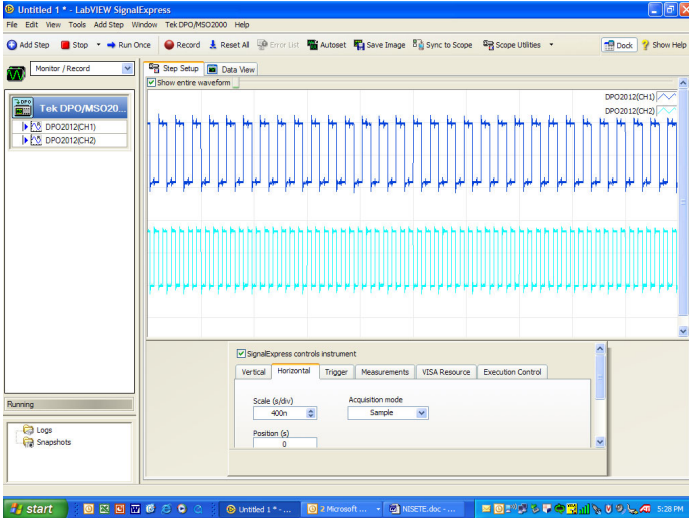 Untitled 1 * - LabVIEW SignalExpress
File Edit View Tools Add Step Window Tek DPO/MSO2000 Help
Add Step Stop Run Once Record Reset All Error List Autoset Save Image Sync to Scope Scope Utilities Dock Show Help
Monitor / Record
Step Setup Data View
Show entire waveform
DPO2012(CH1)
DPO2012(CH2)
Tek DPO/MSO20...
DPO2012(CH1)
DPO2012(CH2)
SignalExpress controls instrument
Vertical Horizontal Trigger Measurements VISA Resource Execution Control
Scale (s/div) Acquisition mode
400n Sample
Position (s)
0
Running
Logs
Snapshots
start Untitled 1 * - ... 2 Microsoft ... NISETE.doc - ... 5:28 PM